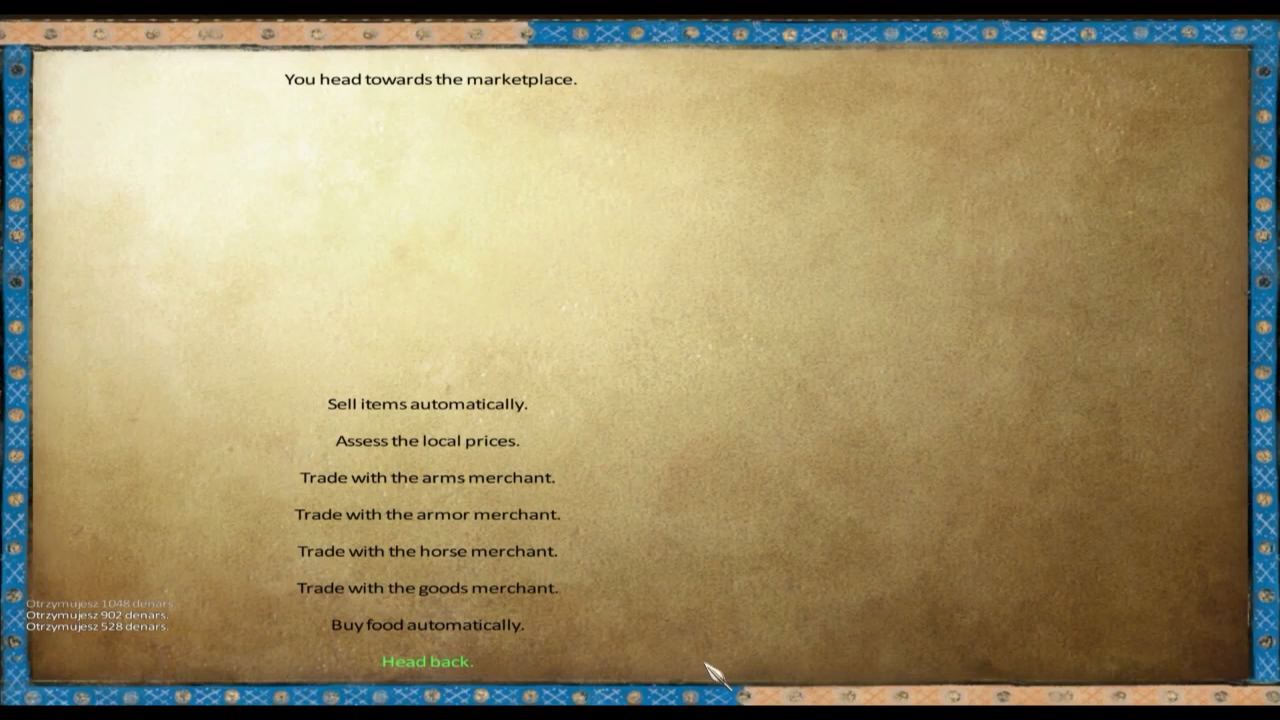 You head towards the marketplace.
Sell items automatically.
Assess the local prices.
Trade with the arms merchant.
Trade with the armor merchant.
Trade with the horse merchant.
Trade with the goods merchant.
Buy food automatically.
Head back.
Otrzymujesz 1048 denars.
Otrzymujesz 902 denars.
Otrzymujesz 528 denars.